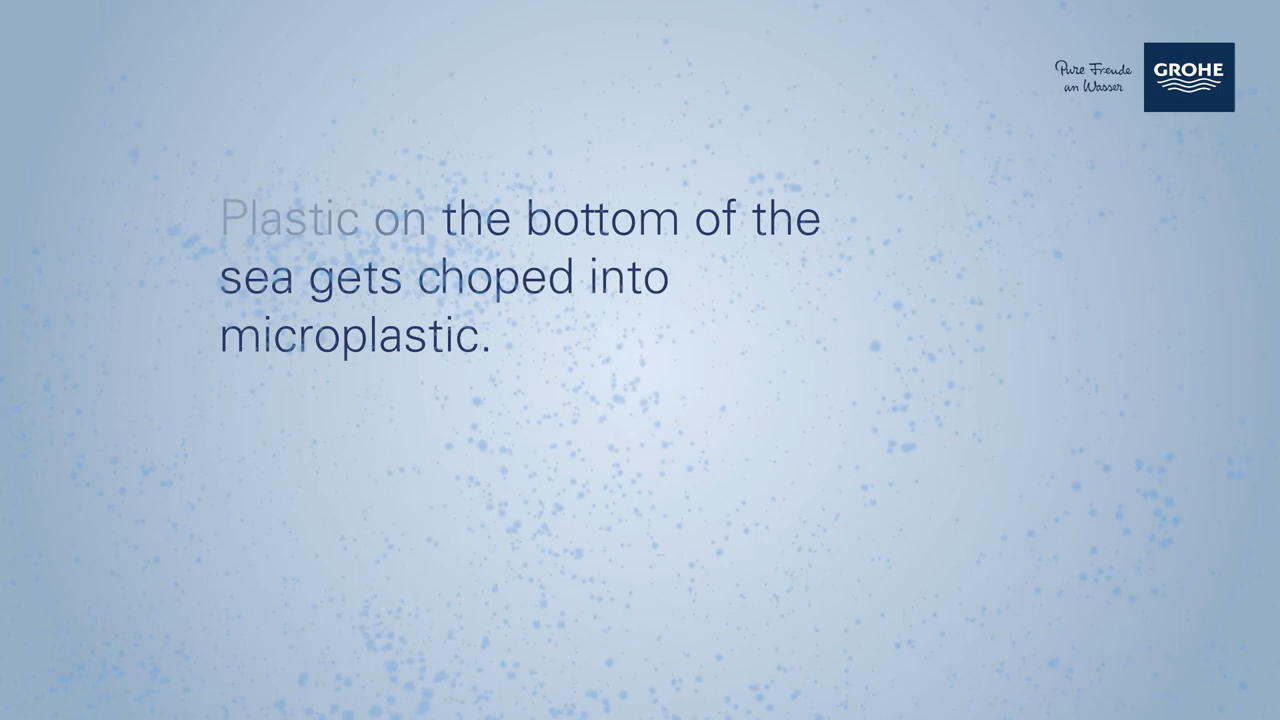 Pure Freude
an Wasser
GROHE
Plastic on the bottom of the
sea gets choped into
microplastic.